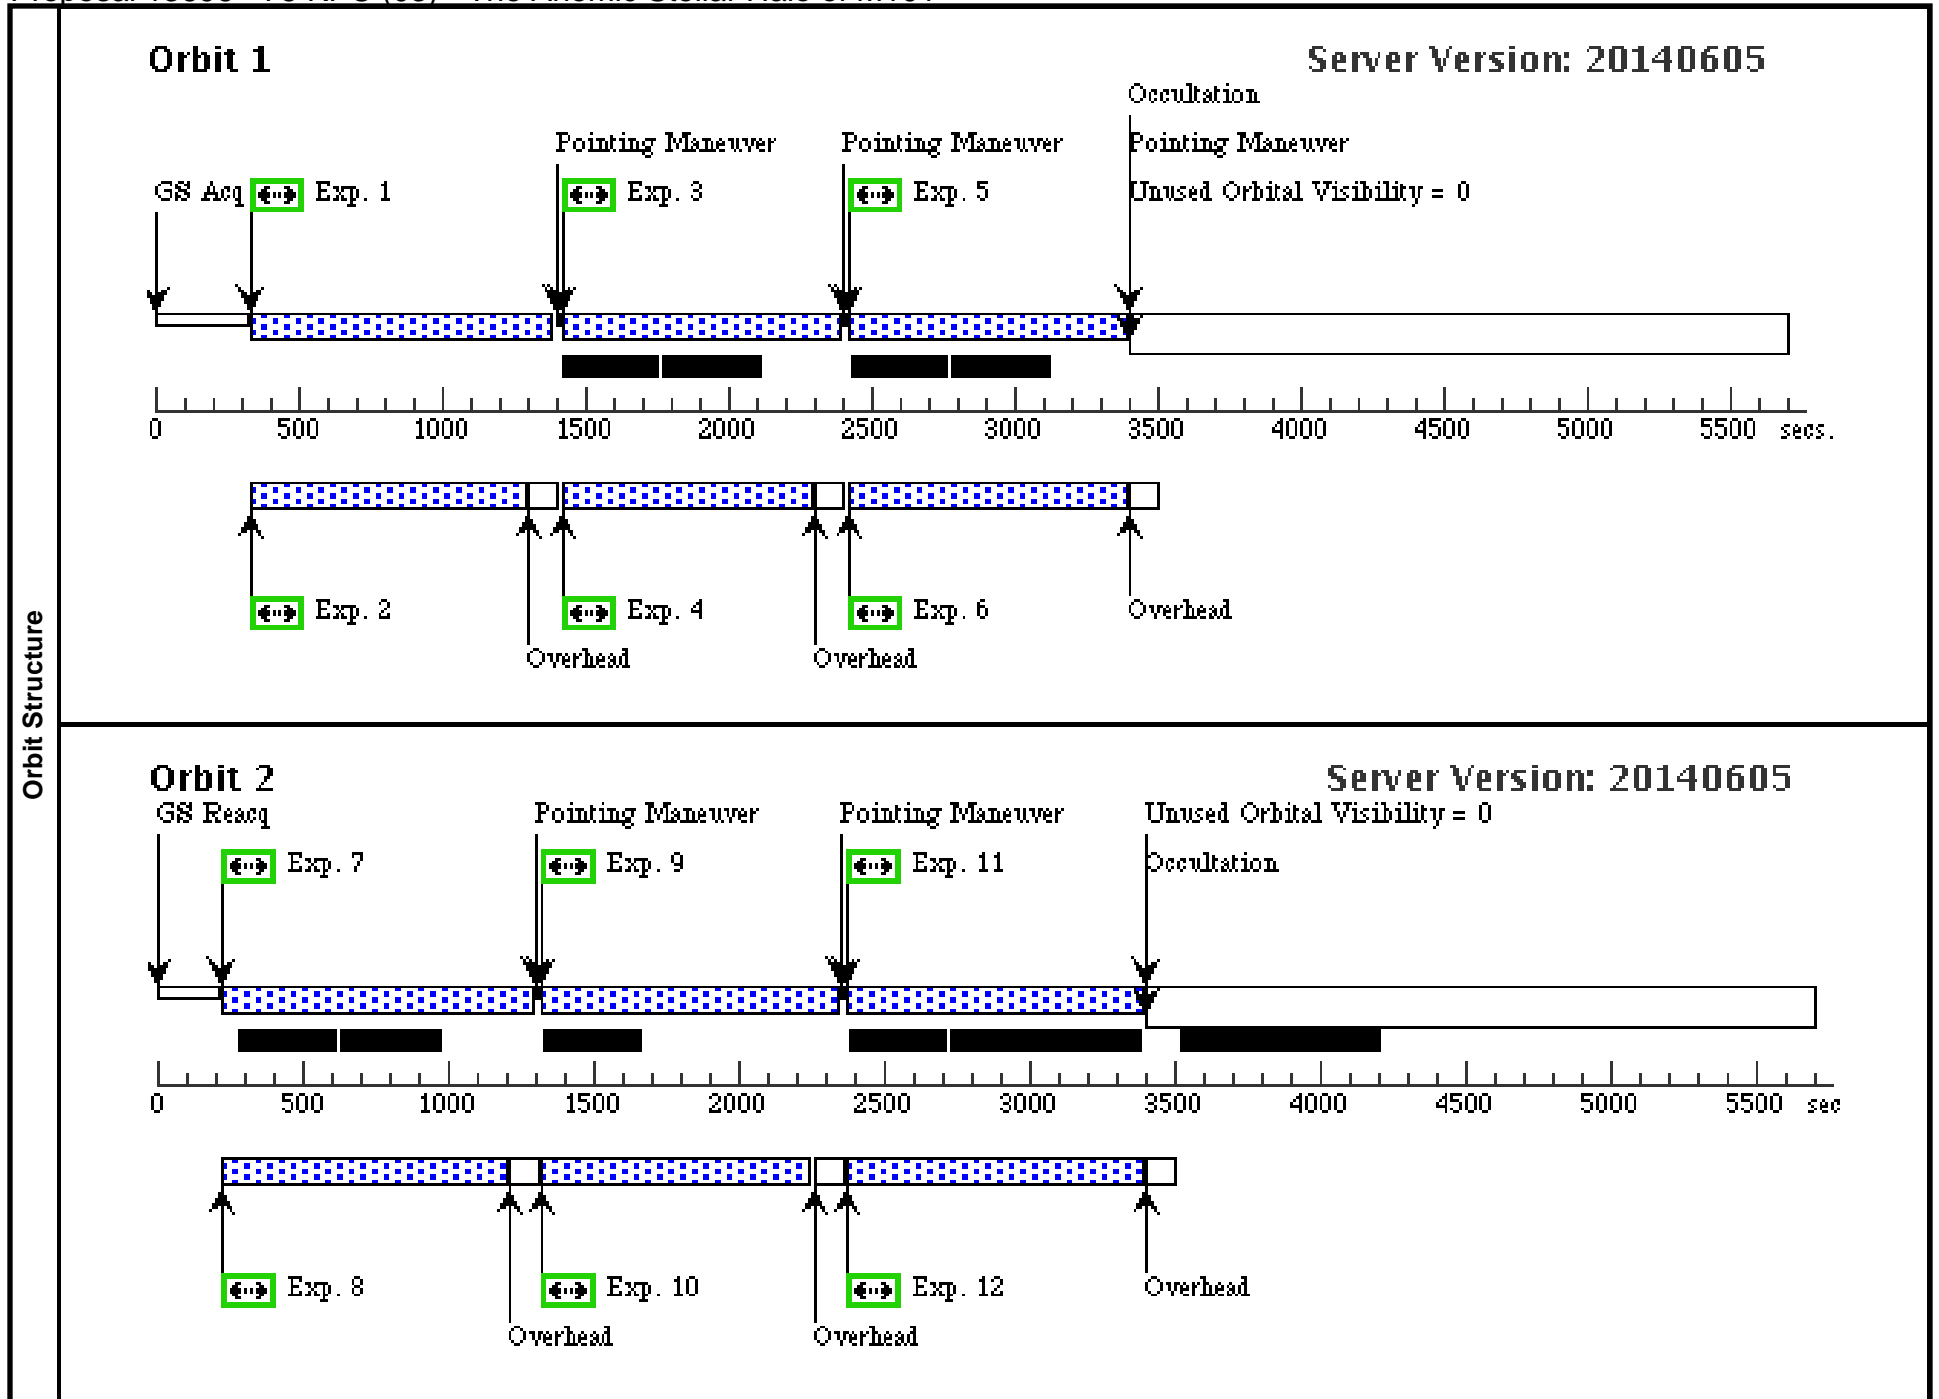 Orbit Structure
Orbit 1
Server Version: 20140605
Occultation
Pointing Maneuver
Pointing Maneuver
Pointing Maneuver
GS Acq
Exp. 1
Exp. 3
Exp. 5
Unused Orbital Visibility = 0
0 500 1000 1500 2000 2500 3000 3500 4000 4500 5000 5500 secs.
Exp. 2
Exp. 4
Exp. 6
Overhead
Overhead
Overhead
Orbit 2
Server Version: 20140605
GS Reacq
Pointing Maneuver
Pointing Maneuver
Unused Orbital Visibility = 0
Exp. 7
Exp. 9
Exp. 11
Occultation
0 500 1000 1500 2000 2500 3000 3500 4000 4500 5000 5500 sec
Exp. 8
Exp. 10
Exp. 12
Overhead
Overhead
Overhead